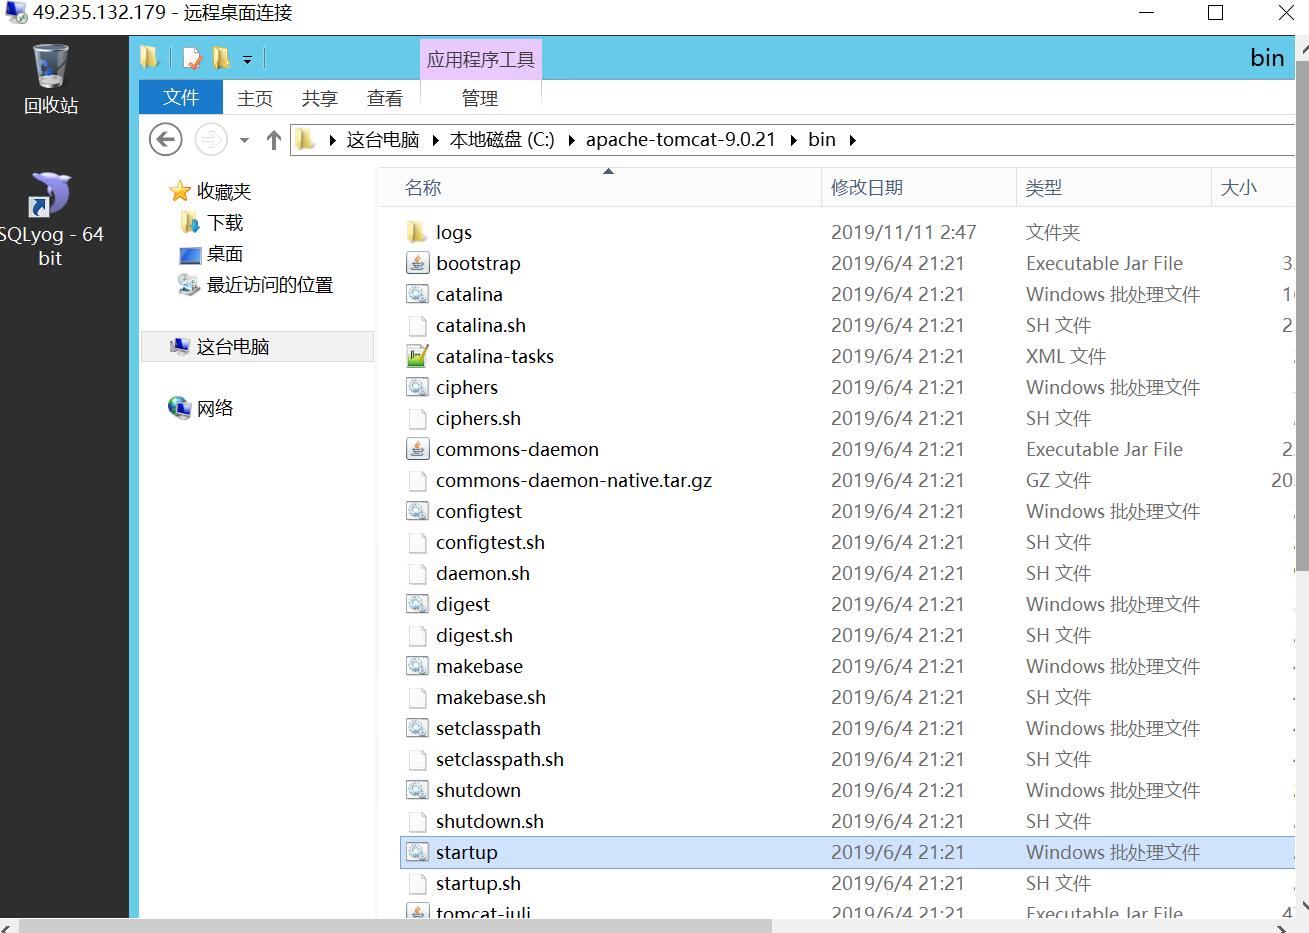 49.235.132.179 - 远程桌面连接
回收站
SQLyog - 64
bit
应用程序工具
bin
文件
主页
共享
查看
管理
这台电脑
本地磁盘 (C:)
apache-tomcat-9.0.21
bin
收藏夹
下载
桌面
最近访问的位置
这台电脑
网络
名称 修改日期 类型 大小
logs 2019/11/11 2:47 文件夹
bootstrap 2019/6/4 21:21 Executable Jar File
catalina 2019/6/4 21:21 Windows 批处理文件
catalina.sh 2019/6/4 21:21 SH 文件
catalina-tasks 2019/6/4 21:21 XML 文件
ciphers 2019/6/4 21:21 Windows 批处理文件
ciphers.sh 2019/6/4 21:21 SH 文件
commons-daemon 2019/6/4 21:21 Executable Jar File
commons-daemon-native.tar.gz 2019/6/4 21:21 GZ 文件
configtest 2019/6/4 21:21 Windows 批处理文件
configtest.sh 2019/6/4 21:21 SH 文件
daemon.sh 2019/6/4 21:21 SH 文件
digest 2019/6/4 21:21 Windows 批处理文件
digest.sh 2019/6/4 21:21 SH 文件
makebase 2019/6/4 21:21 Windows 批处理文件
makebase.sh 2019/6/4 21:21 SH 文件
setclasspath 2019/6/4 21:21 Windows 批处理文件
setclasspath.sh 2019/6/4 21:21 SH 文件
shutdown 2019/6/4 21:21 Windows 批处理文件
shutdown.sh 2019/6/4 21:21 SH 文件
startup 2019/6/4 21:21 Windows 批处理文件
startup.sh 2019/6/4 21:21 SH 文件
tomcat-juli 2019/6/4 21:21 Executable Jar File